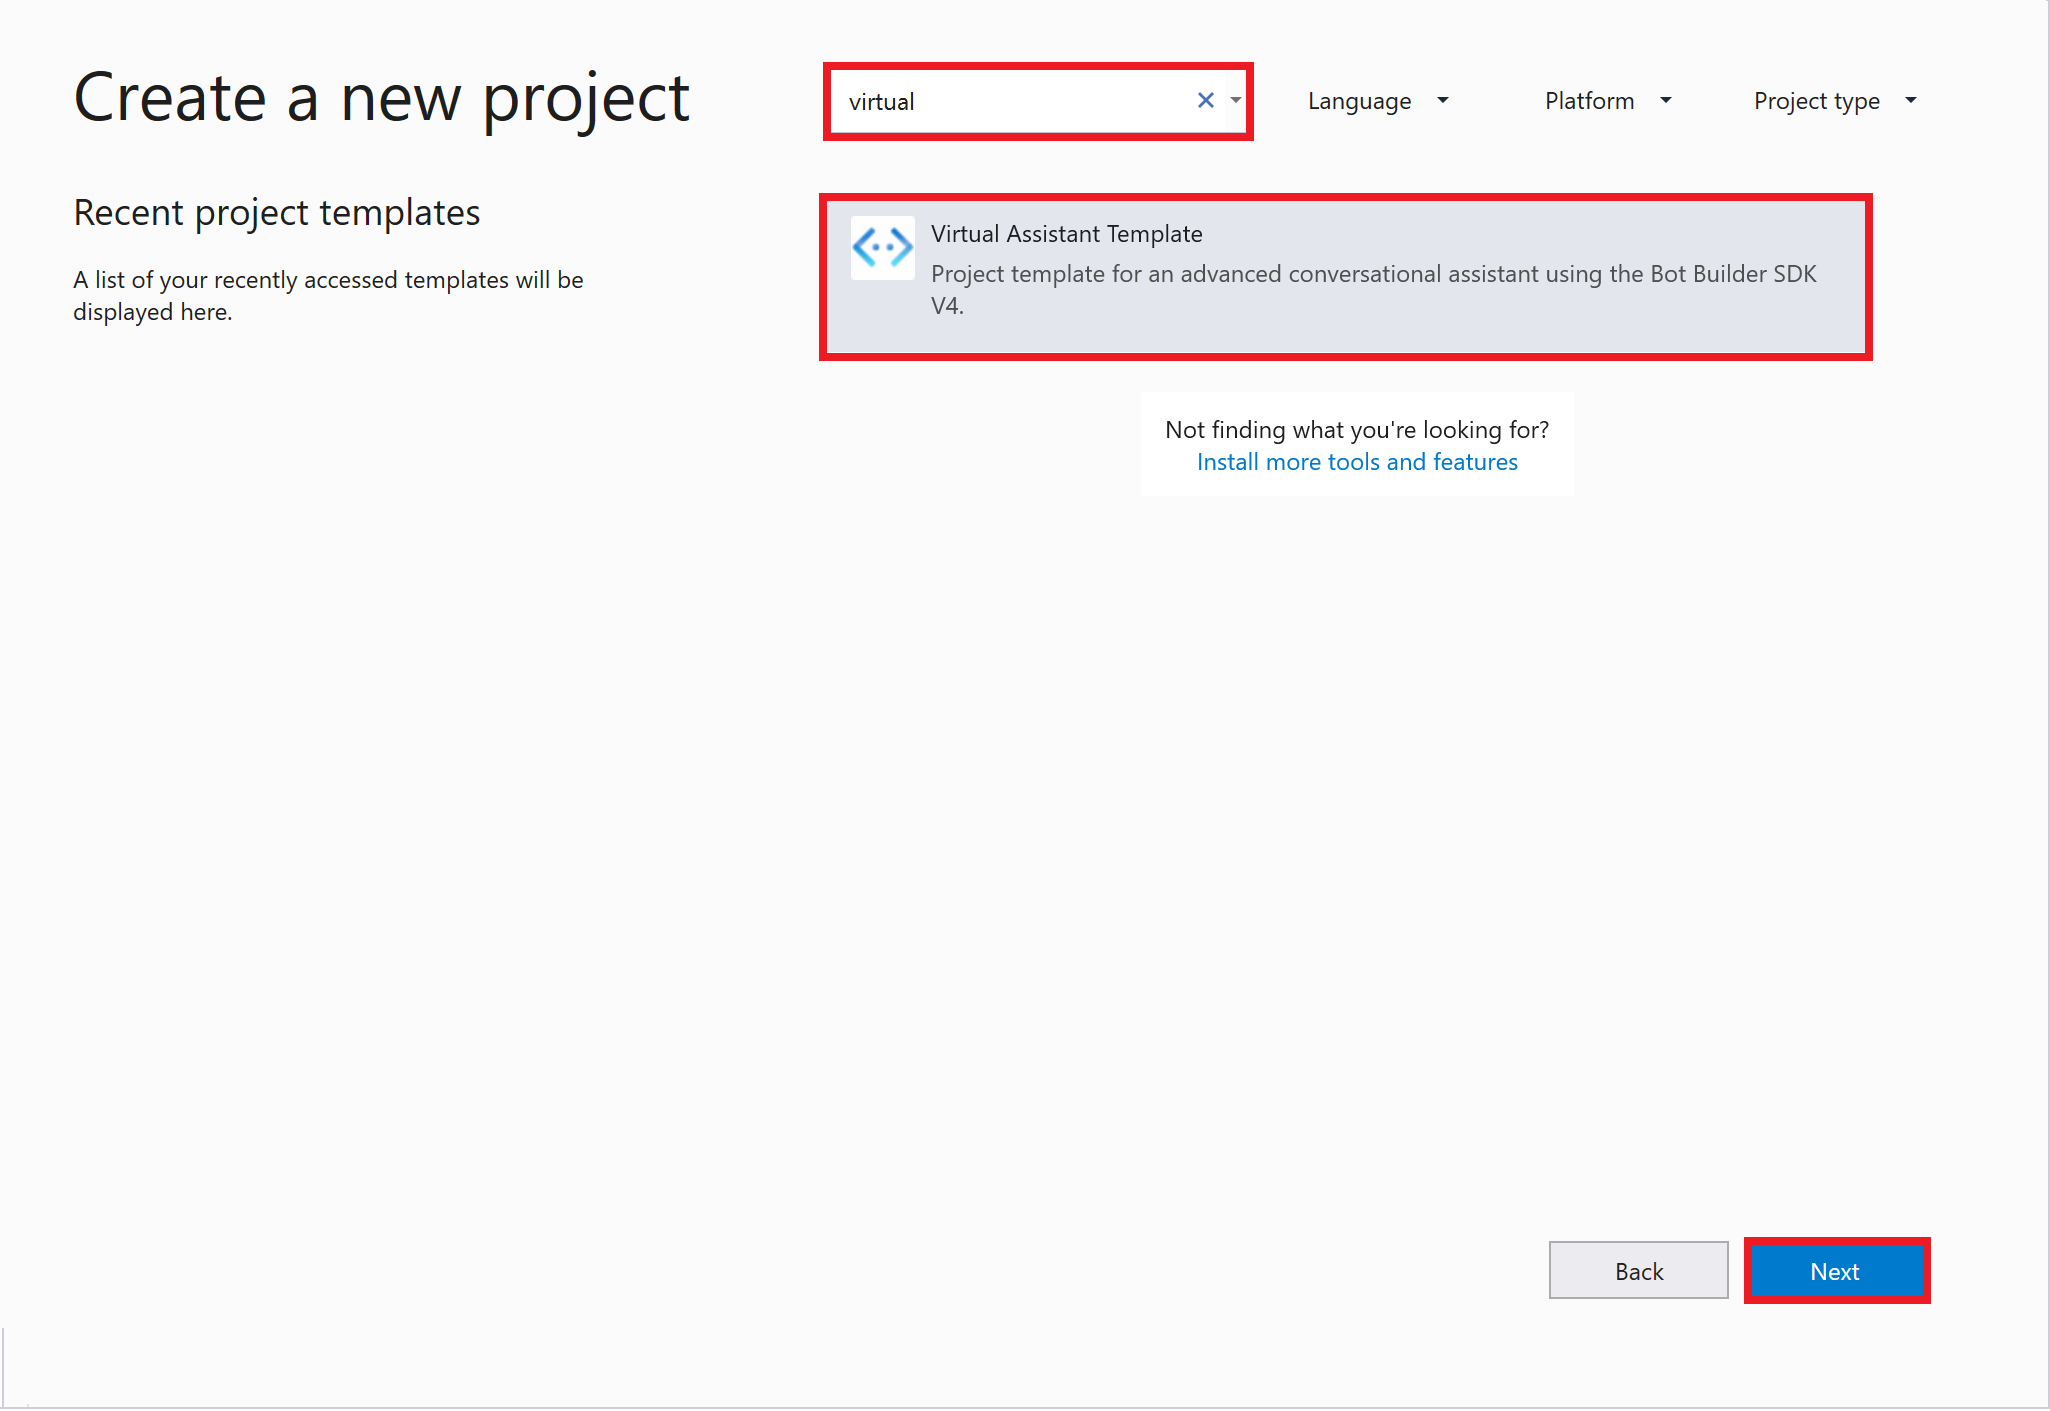 Create a new project
virtual
Language
Platform
Project type
Recent project templates
A list of your recently accessed templates will be
displayed here.
Virtual Assistant Template
Project template for an advanced conversational assistant using the Bot Builder SDK
V4.
Not finding what you're looking for?
Install more tools and features
Back
Next